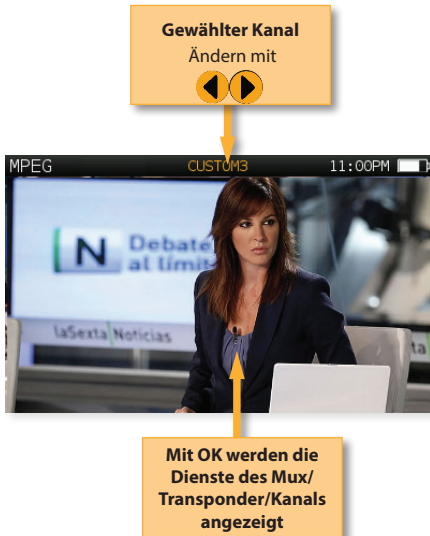 Gewählter Kanal
Ändern mit
MPEG CUSTOM3 11:00PM
N Debate
al límite
laSexta Noticias
ta
Mit OK werden die
Dienste des Mux/
Transponder/Kanals
angezeigt